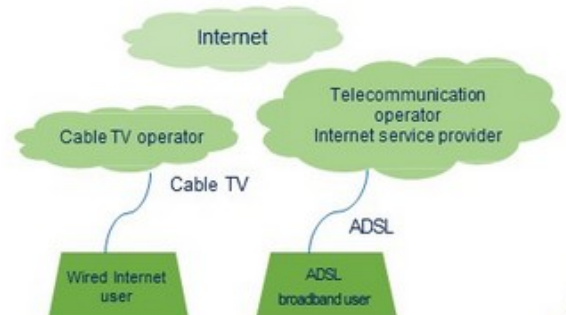 Internet
Telecommunication
operator
Internet service provider
Cable TV operator
Cable TV
ADSL
Wired Internet
user
ADSL
broadband user